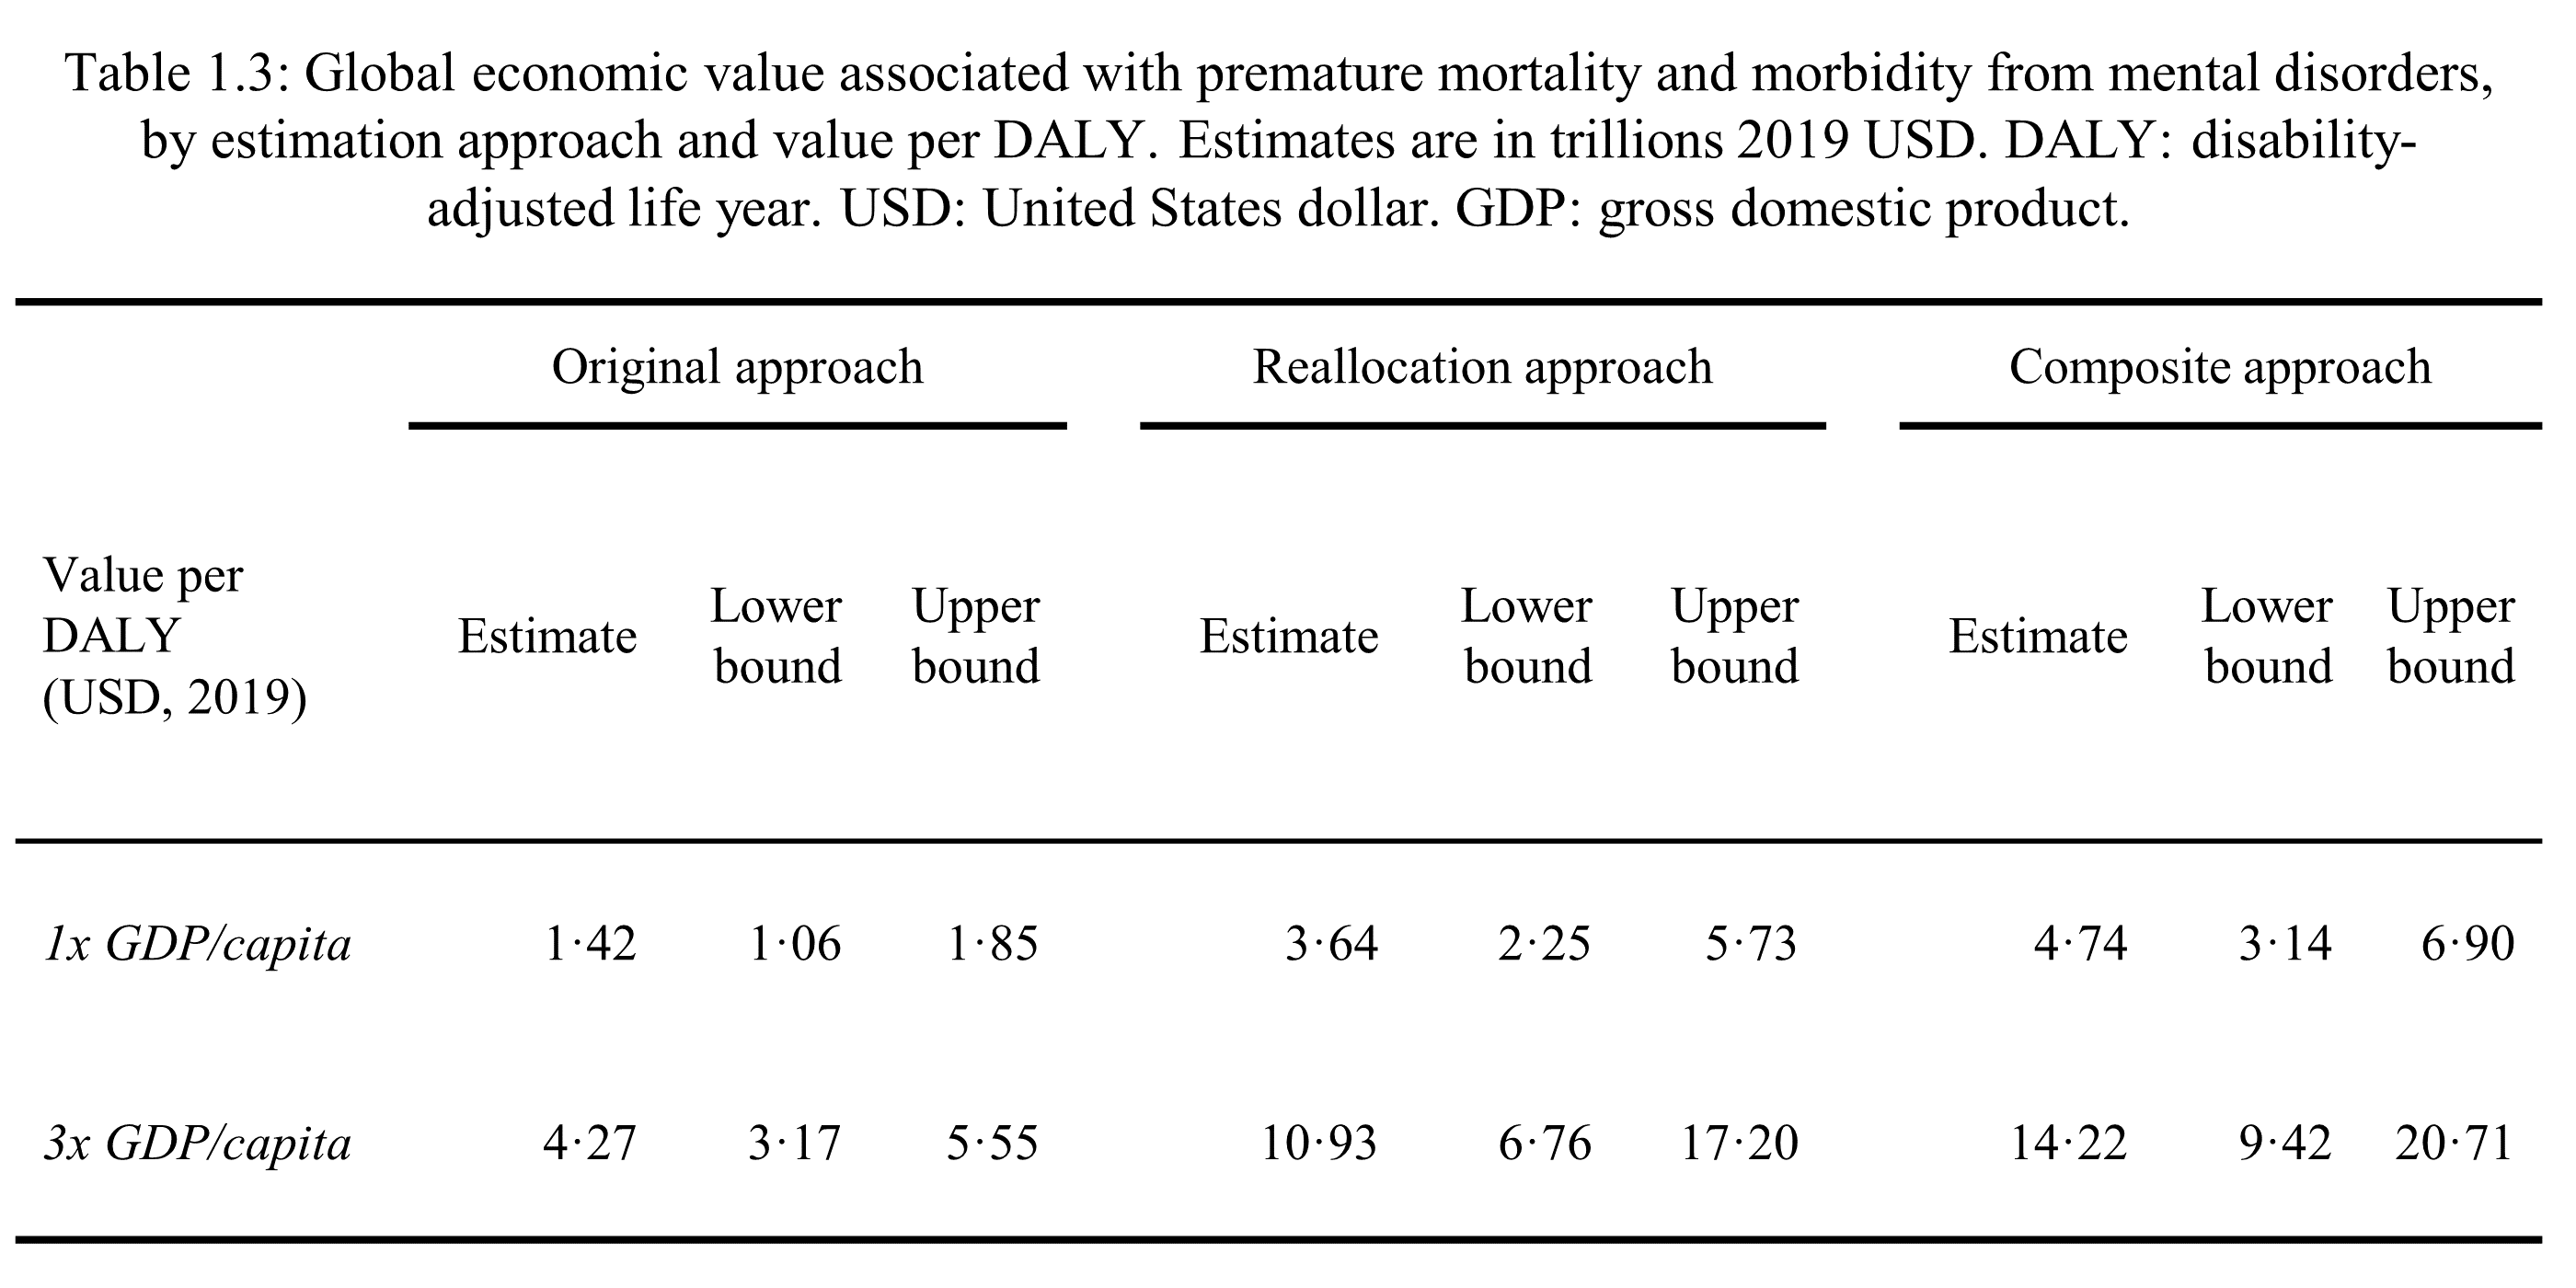 Table 1.3: Global economic value associated with premature mortality and morbidity from mental disorders,
by estimation approach and value per DALY. Estimates are in trillions 2019 USD. DALY: disability-
adjusted life year. USD: United States dollar. GDP: gross domestic product.
Original approach Reallocation approach Composite approach
Value per
DALY
(USD, 2019)
Estimate
Lower
bound
Upper
bound
Estimate
Lower
bound
Upper
bound
Estimate
Lower
bound
Upper
bound
1x GDP/capita 1·42 1·06 1·85 3·64 2·25 5·73 4·74 3·14 6·90
3x GDP/capita 4·27 3·17 5·55 10·93 6·76 17·20 14·22 9·42 20·71